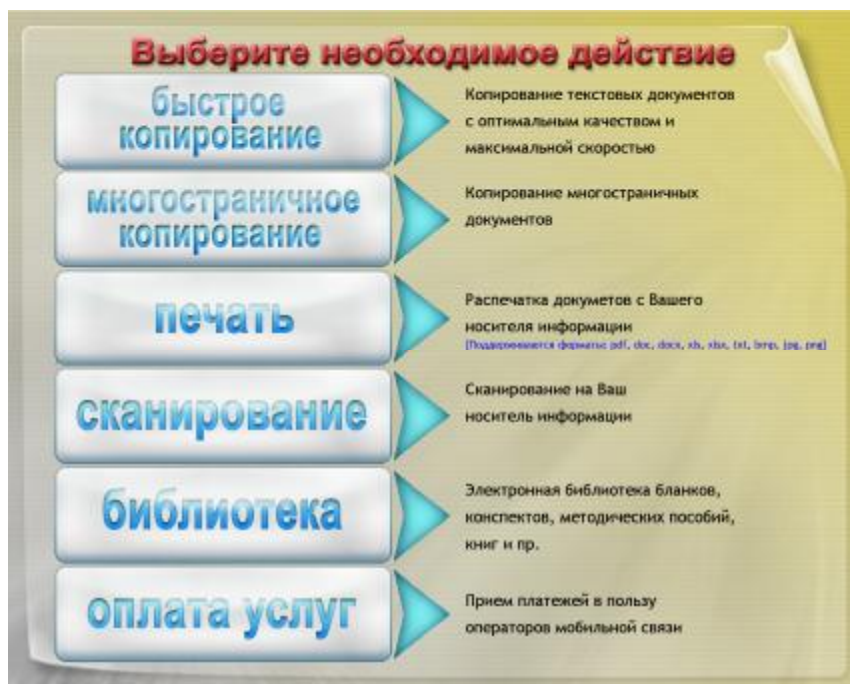 Выберите необходимое действие
быстрое
копирование
Копирование текстовых документов
с оптимальным качеством и
максимальной скоростью
многостраничное
копирование
Копирование многостраничных
документов
печать
Распечатка докуметов с Вашего
носителя информации
(Поддерживаются форматы: pdf, doc, docx, xls, xlsx, txt, bmp, jpg, png)
сканирование
Сканирование на Ваш
носитель информации
библиотека
Электронная библиотека бланков,
конспектов, методических пособий,
книг и пр.
оплата услуг
Прием платежей в пользу
операторов мобильной связи